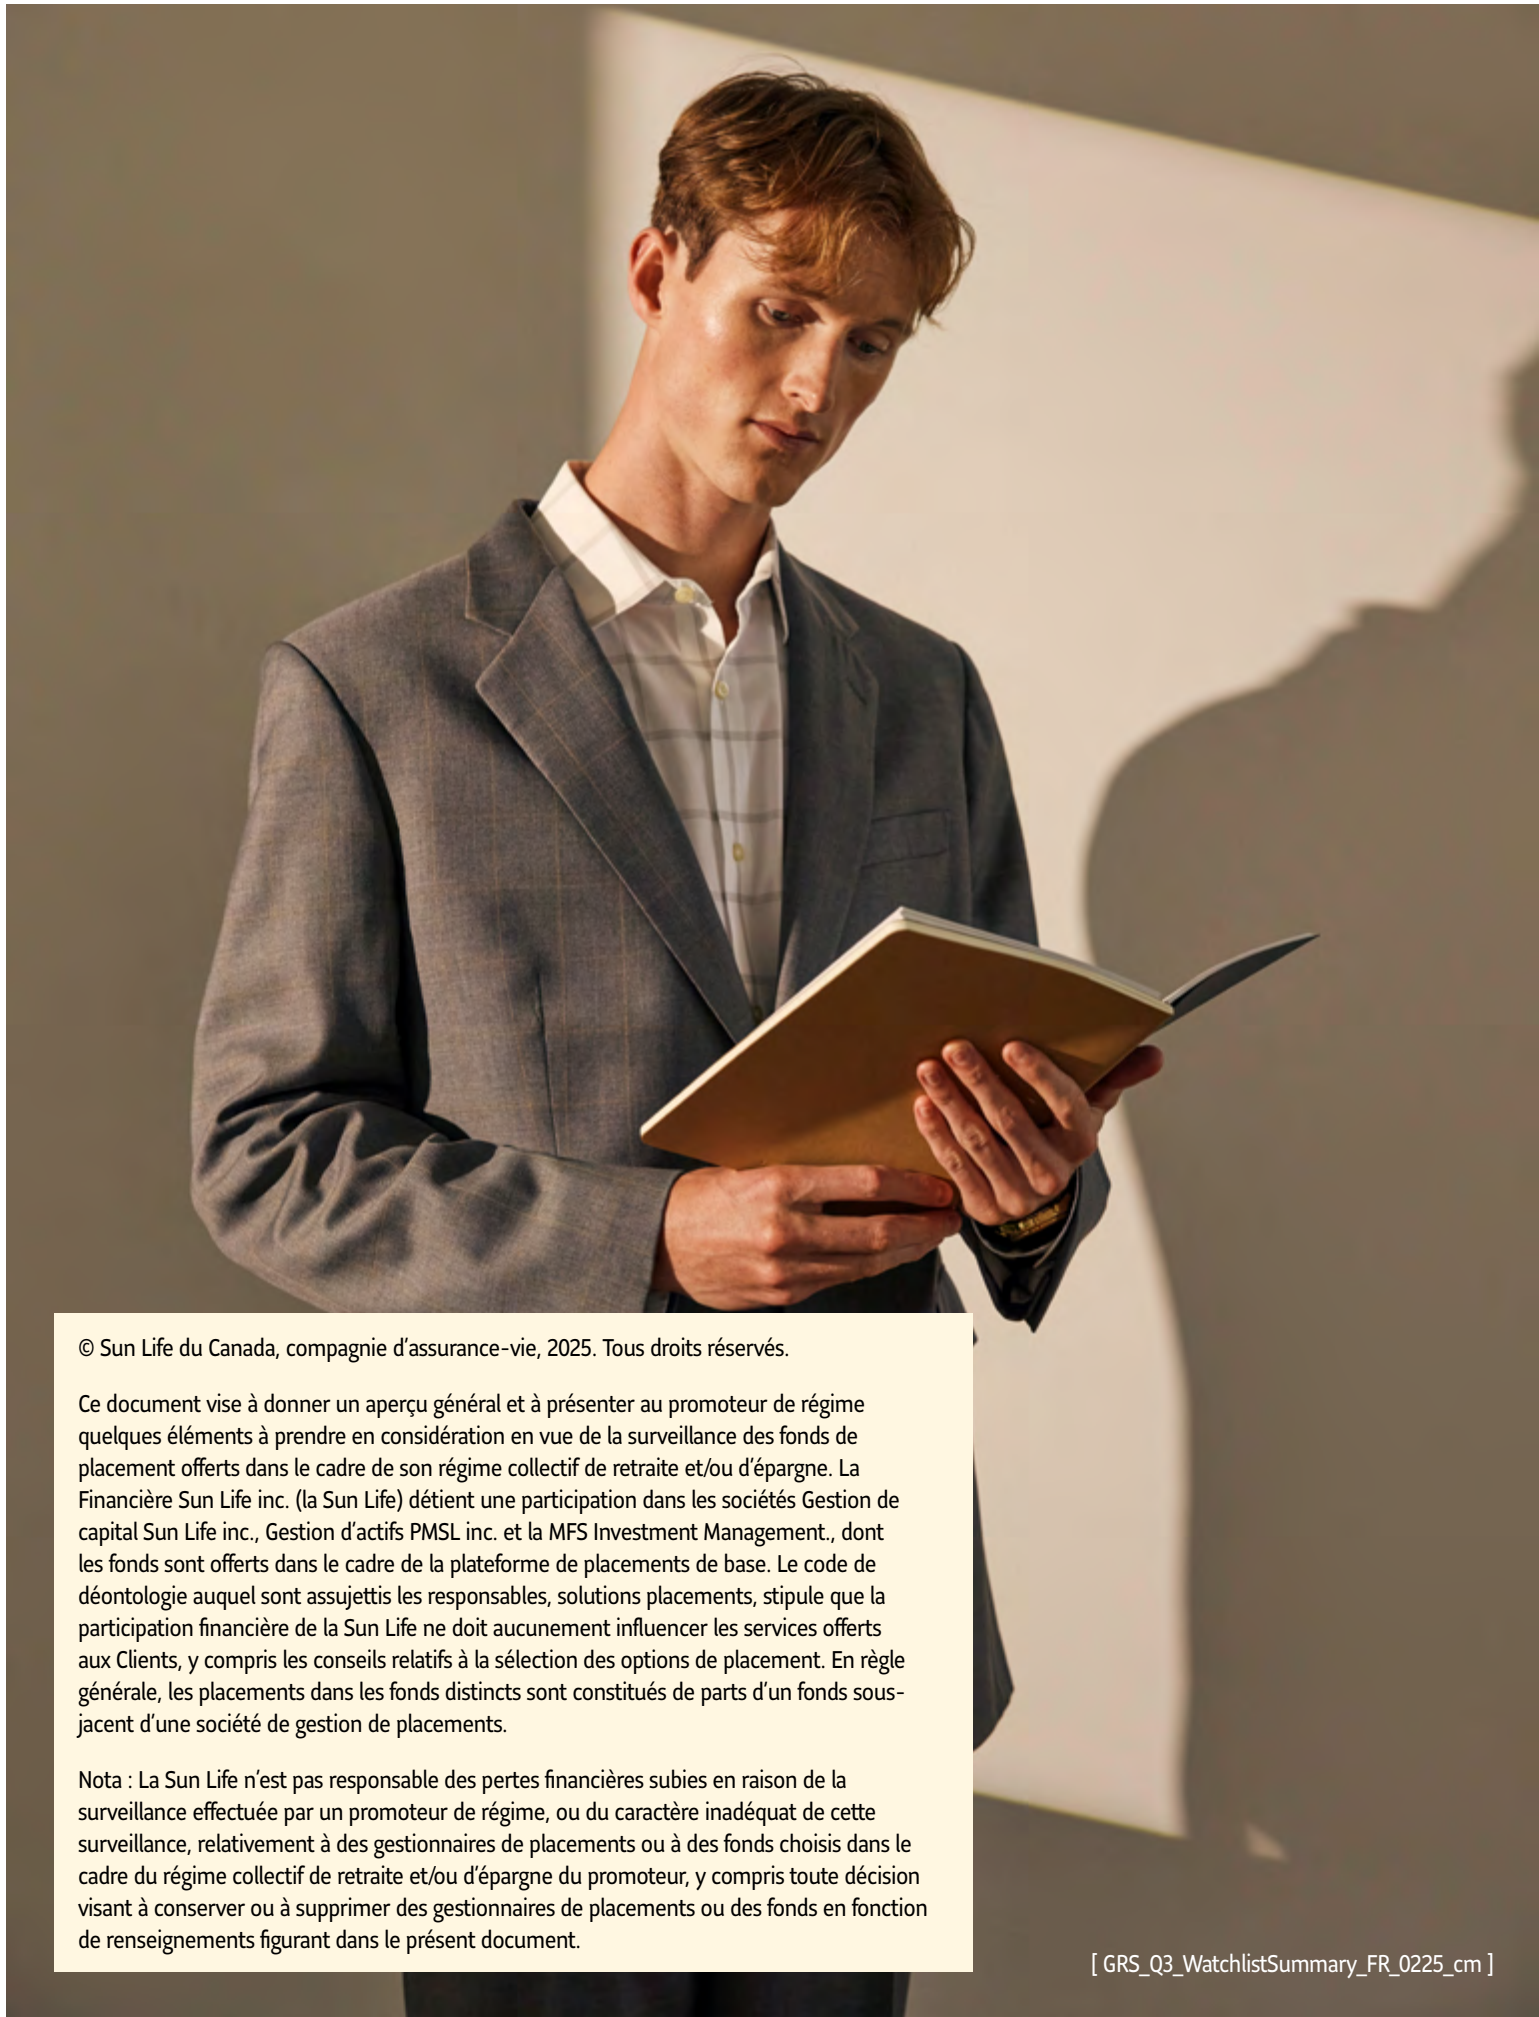 © Sun Life du Canada, compagnie d’assurance-vie, 2025. Tous droits réservés.
Ce document vise à donner un aperçu général et à présenter au promoteur de régime
quelques éléments à prendre en considération en vue de la surveillance des fonds de
placement offerts dans le cadre de son régime collectif de retraite et/ou d’épargne. La
Financière Sun Life inc. (la Sun Life) détient une participation dans les sociétés Gestion de
capital Sun Life inc., Gestion d’actifs PMSL inc. et la MFS Investment Management., dont
les fonds sont offerts dans le cadre de la plateforme de placements de base. Le code de
déontologie auquel sont assujettis les responsables, solutions placements, stipule que la
participation financière de la Sun Life ne doit aucunement influencer les services offerts
aux Clients, y compris les conseils relatifs à la sélection des options de placement. En règle
générale, les placements dans les fonds distincts sont constitués de parts d’un fonds sous-
jacent d’une société de gestion de placements.
Nota : La Sun Life n’est pas responsable des pertes financières subies en raison de la
surveillance effectuée par un promoteur de régime, ou du caractère inadéquat de cette
surveillance, relativement à des gestionnaires de placements ou à des fonds choisis dans le
cadre du régime collectif de retraite et/ou d’épargne du promoteur, y compris toute décision
visant à conserver ou à supprimer des gestionnaires de placements ou des fonds en fonction
de renseignements figurant dans le présent document.
[ GRS_Q3_WatchlistSummary_FR_0225_cm ]